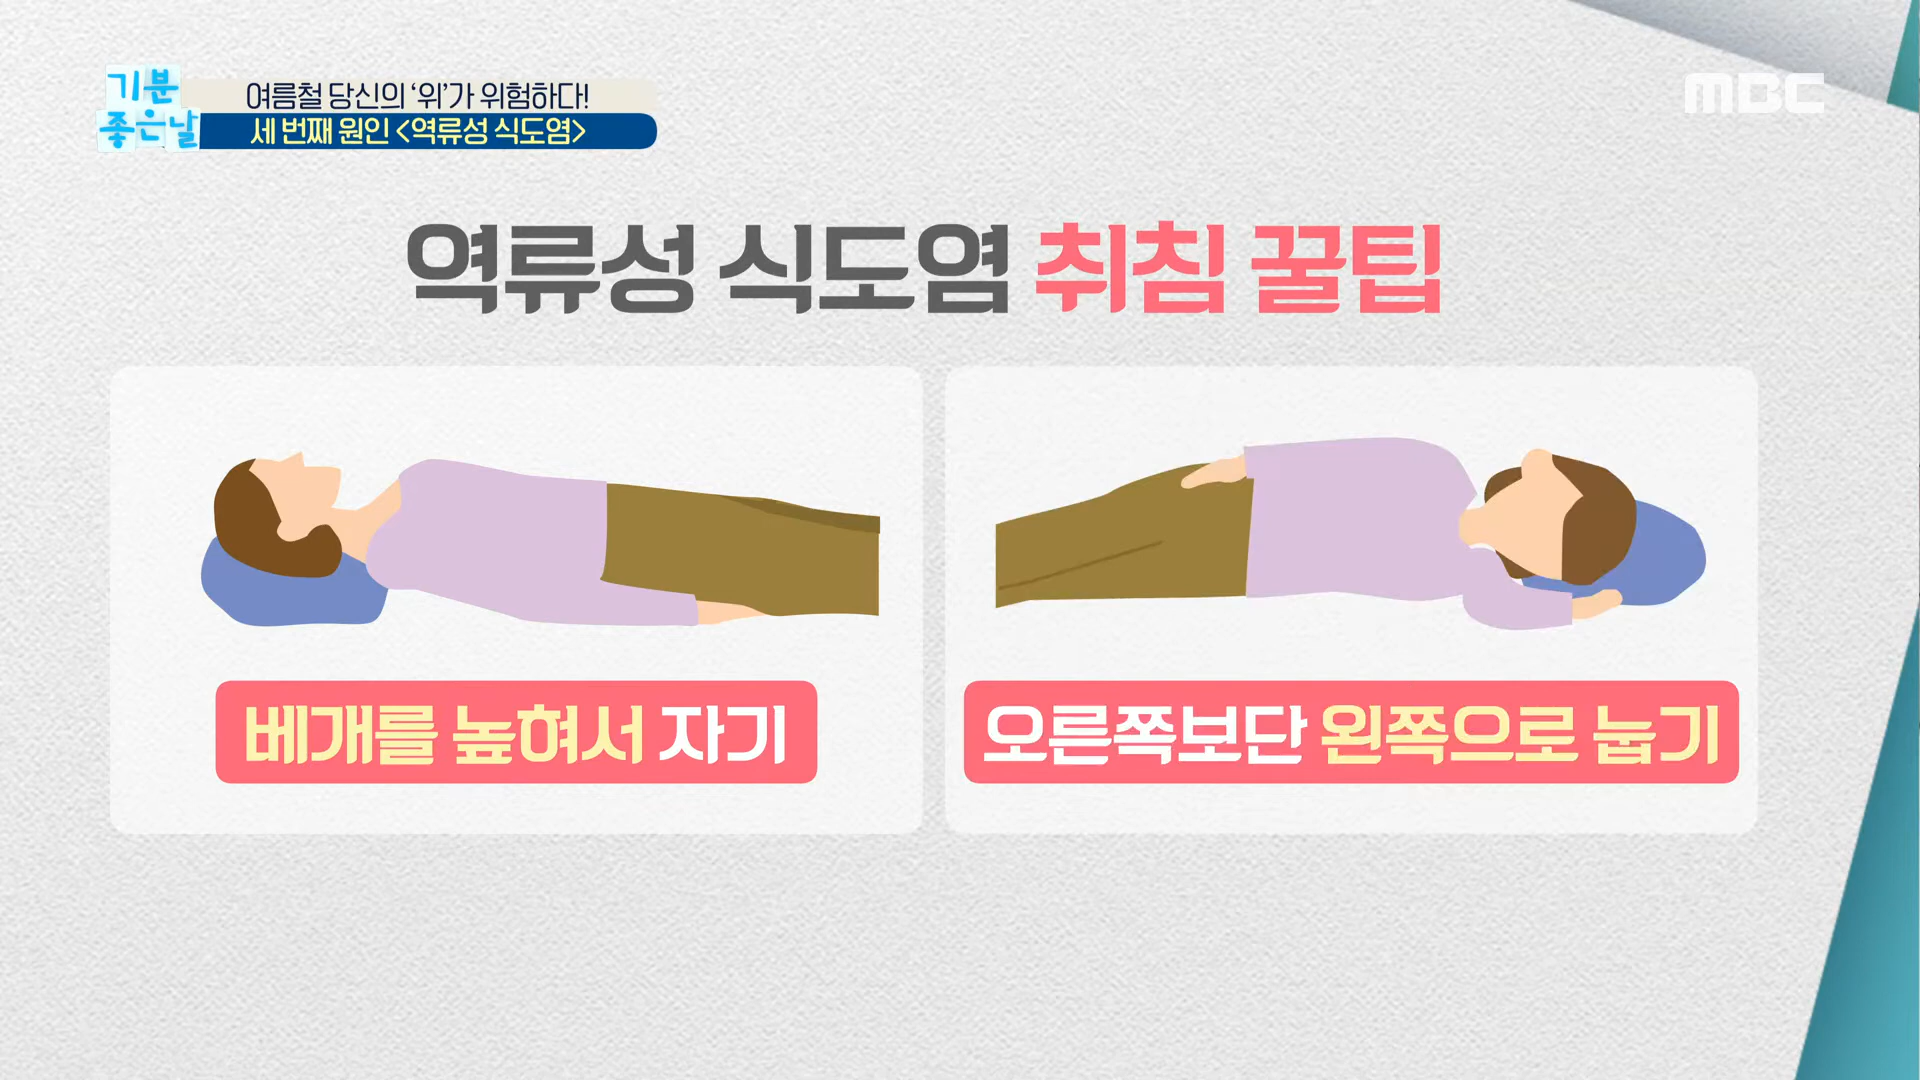 기분
좋은날
여름철 당신의 ‘위’가 위험하다!
세 번째 원인 <역류성 식도염>
MBC
역류성 식도염 취침 꿀팁
베개를 높혀서 자기
오른쪽보단 왼쪽으로 눕기